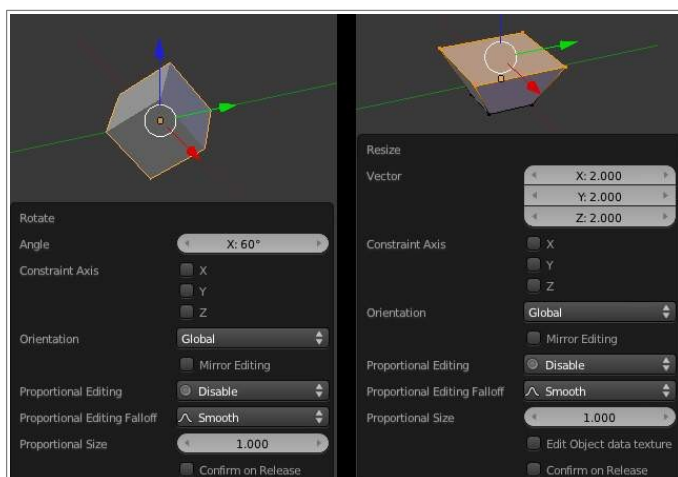 Rotate
Angle X: 60°
Constraint Axis X
Y
Z
Orientation Global
Mirror Editing
Proportional Editing Disable
Proportional Editing Falloff Smooth
Proportional Size 1.000
Confirm on Release
Resize
Vector X: 2.000
Y: 2.000
Z: 2.000
Constraint Axis X
Y
Z
Orientation Global
Mirror Editing
Proportional Editing Disable
Proportional Editing Falloff Smooth
Proportional Size 1.000
Edit Object data texture
Confirm on Release